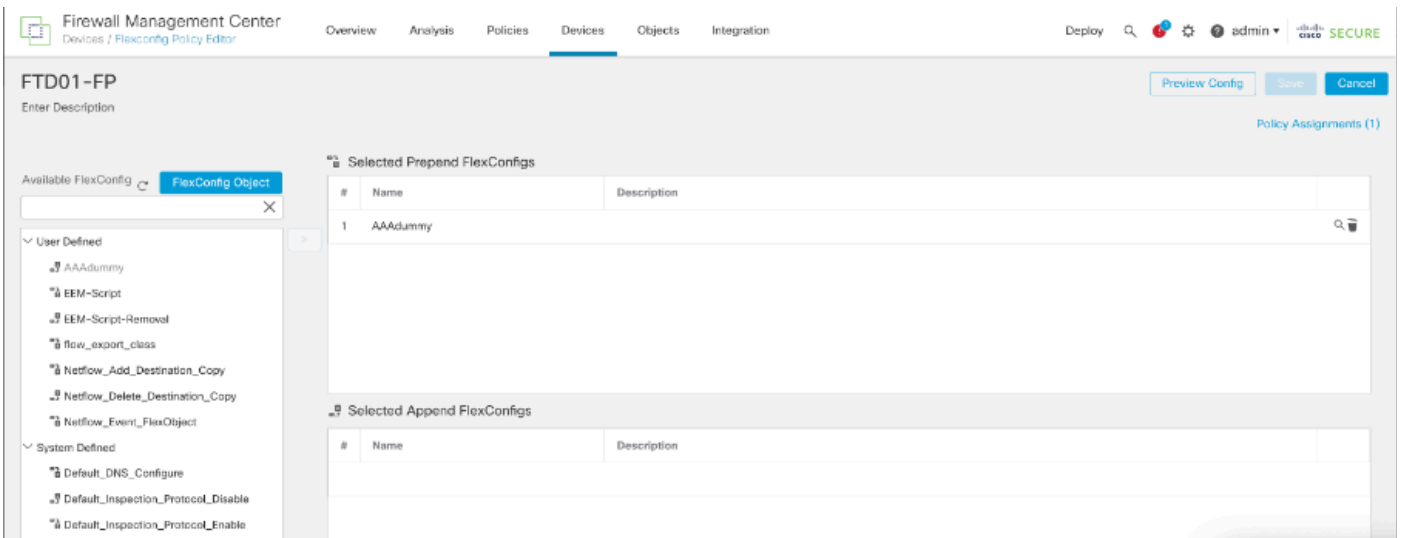 Firewall Management Center
Devices / Flexconfig Policy Editor
Overview Analysis Policies Devices Objects Integration
Deploy admin cisco SECURE
FTD01-FP
Enter Description
Preview Config Save Cancel
Policy Assignments (1)
Available FlexConfig FlexConfig Object
Selected Prepend FlexConfigs
# Name Description
1 AAAdummy
User Defined
AAAdummy
EEM-Script
EEM-Script-Removal
flow_export_class
Netflow_Add_Destination_Copy
Netflow_Delete_Destination_Copy
Netflow_Event_FlexObject
System Defined
Default_DNS_Configure
Default_Inspection_Protocol_Disable
Default_Inspection_Protocol_Enable
Selected Append FlexConfigs
# Name Description